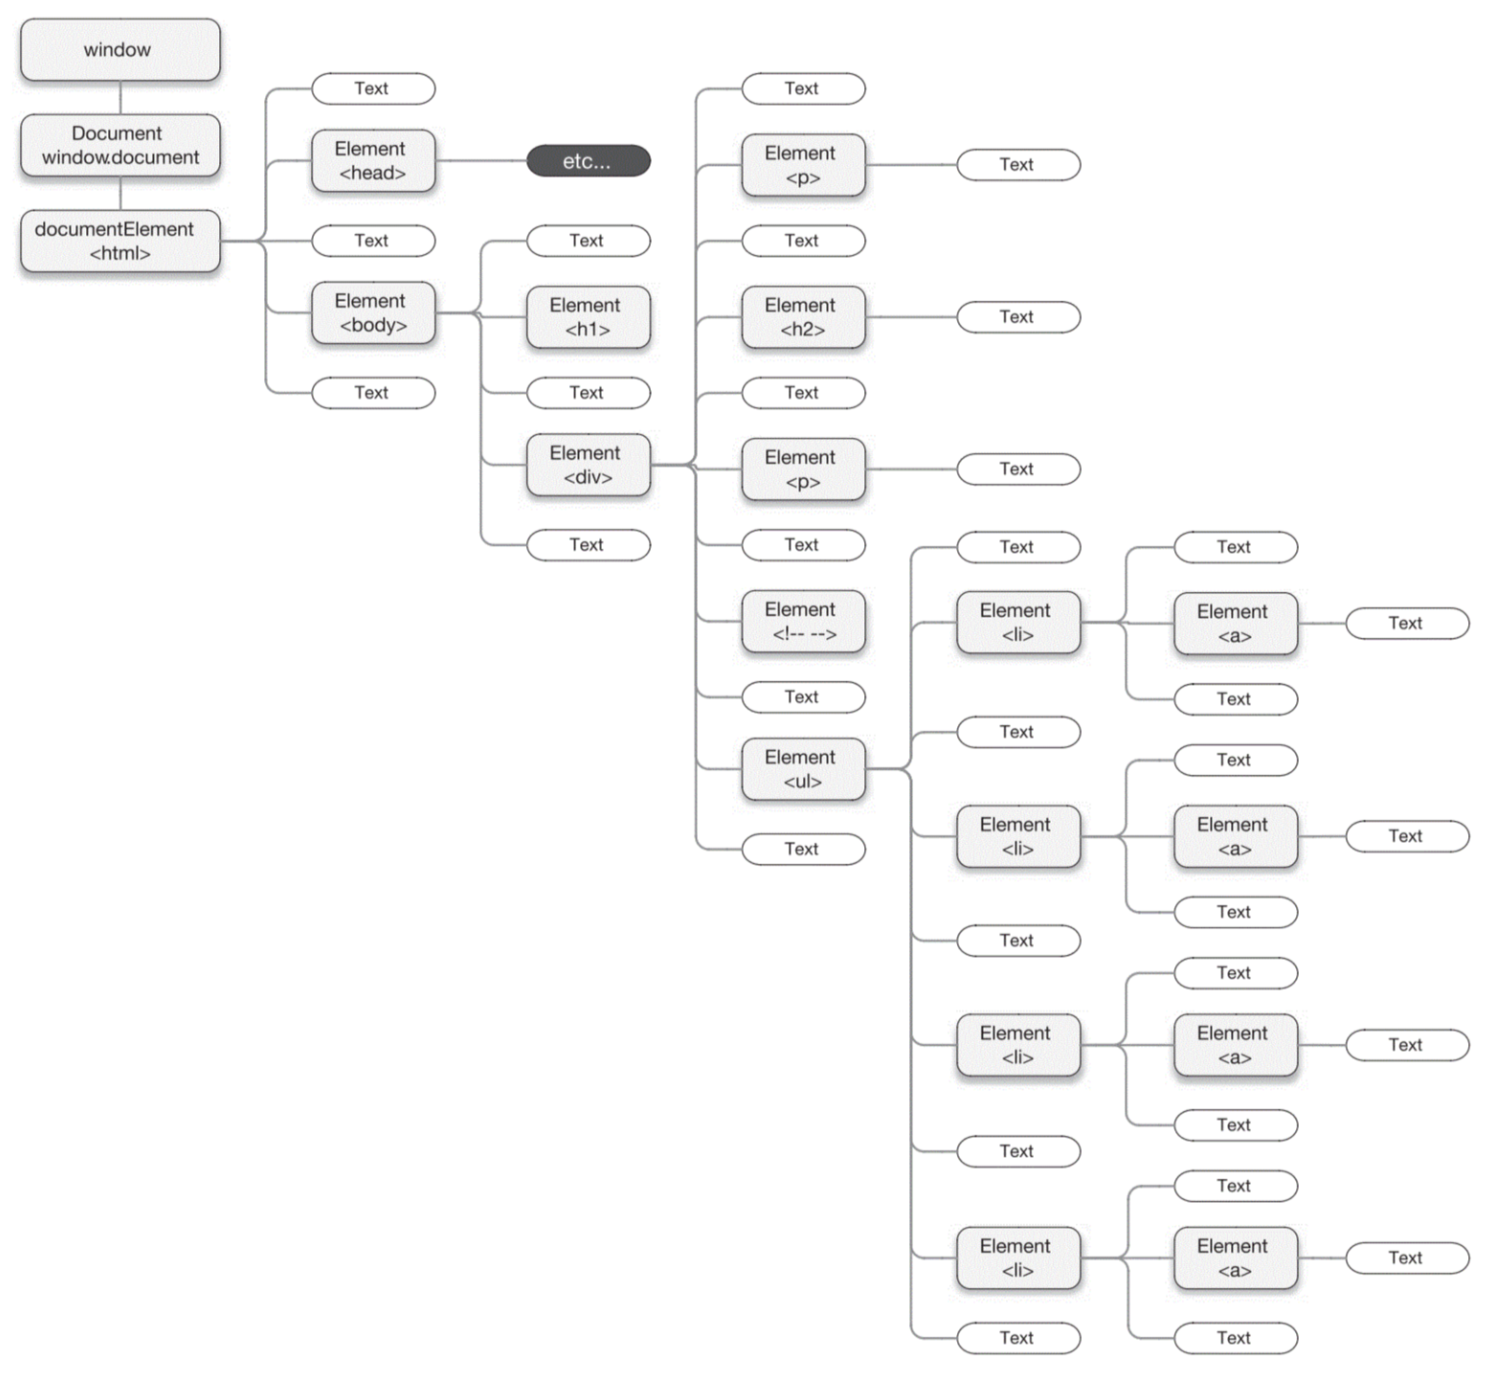 window
Document
window.document
documentElement
<html>
Text
Element
<head>
etc...
Text
Element
<body>
Text
Text
Element
<h1>
Text
Element
<div>
Text
Text
Element
<p>
Text
Text
Element
<h2>
Text
Text
Element
<p>
Text
Text
Element
<!-- -->
Text
Element
<ul>
Text
Text
Element
<li>
Text
Element
<a>
Text
Text
Text
Element
<li>
Text
Element
<a>
Text
Text
Text
Element
<li>
Text
Element
<a>
Text
Text
Text
Element
<li>
Text
Element
<a>
Text
Text
Text